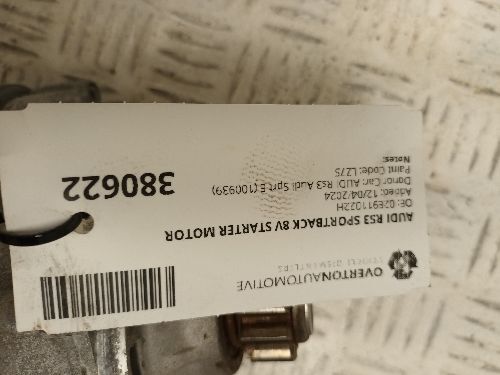 OVERTONAUTOMOTIVE
VEHICLE DISMANTLERS
AUDI RS3 SPORTBACK 8V STARTER MOTOR
OE: 02E911022H
Added: 12/04/2024
Donor Car: AUDI Rs3 Audi Sprt E (100939)
Paint Code: LZ7S
Notes:
380622